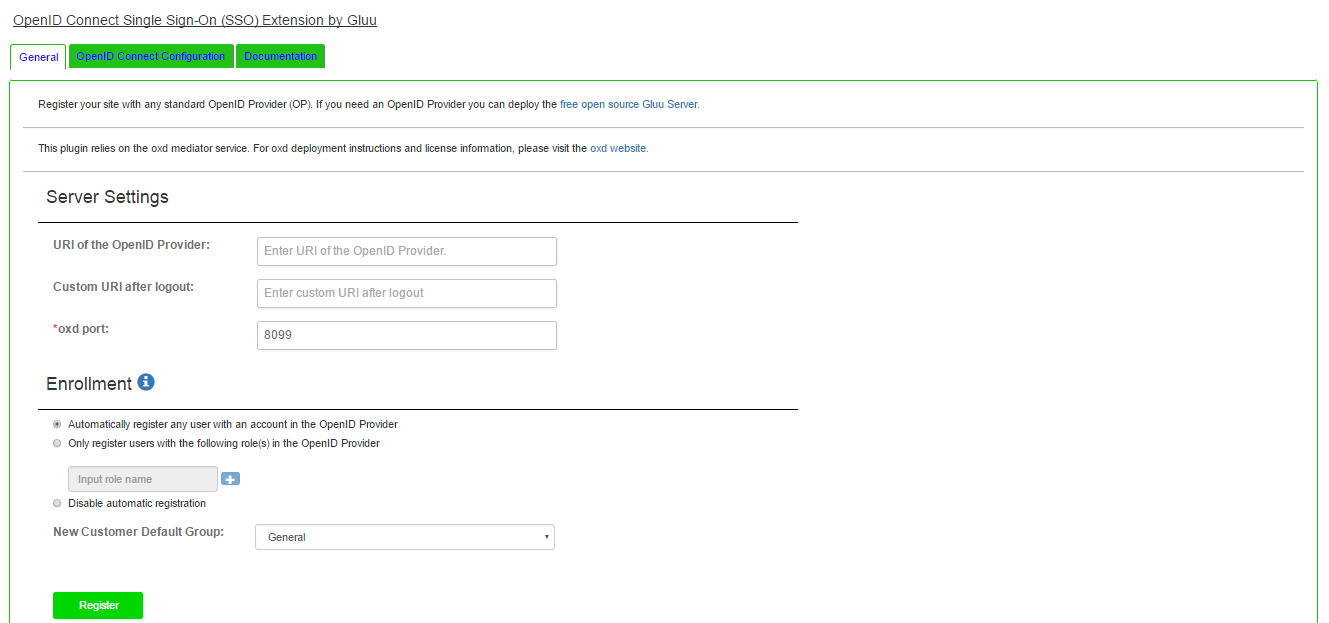 OpenID Connect Single Sign-On (SSO) Extension by Gluu
General OpenID Connect Configuration Documentation
Register your site with any standard OpenID Provider (OP). If you need an OpenID Provider you can deploy the free open source Gluu Server.
This plugin relies on the oxd mediator service. For oxd deployment instructions and license information, please visit the oxd website.
Server Settings
URI of the OpenID Provider: Enter URI of the OpenID Provider.
Custom URI after logout: Enter custom URI after logout
*oxd port: 8099
Enrollment
Automatically register any user with an account in the OpenID Provider
Only register users with the following role(s) in the OpenID Provider
Input role name
Disable automatic registration
New Customer Default Group: General
Register